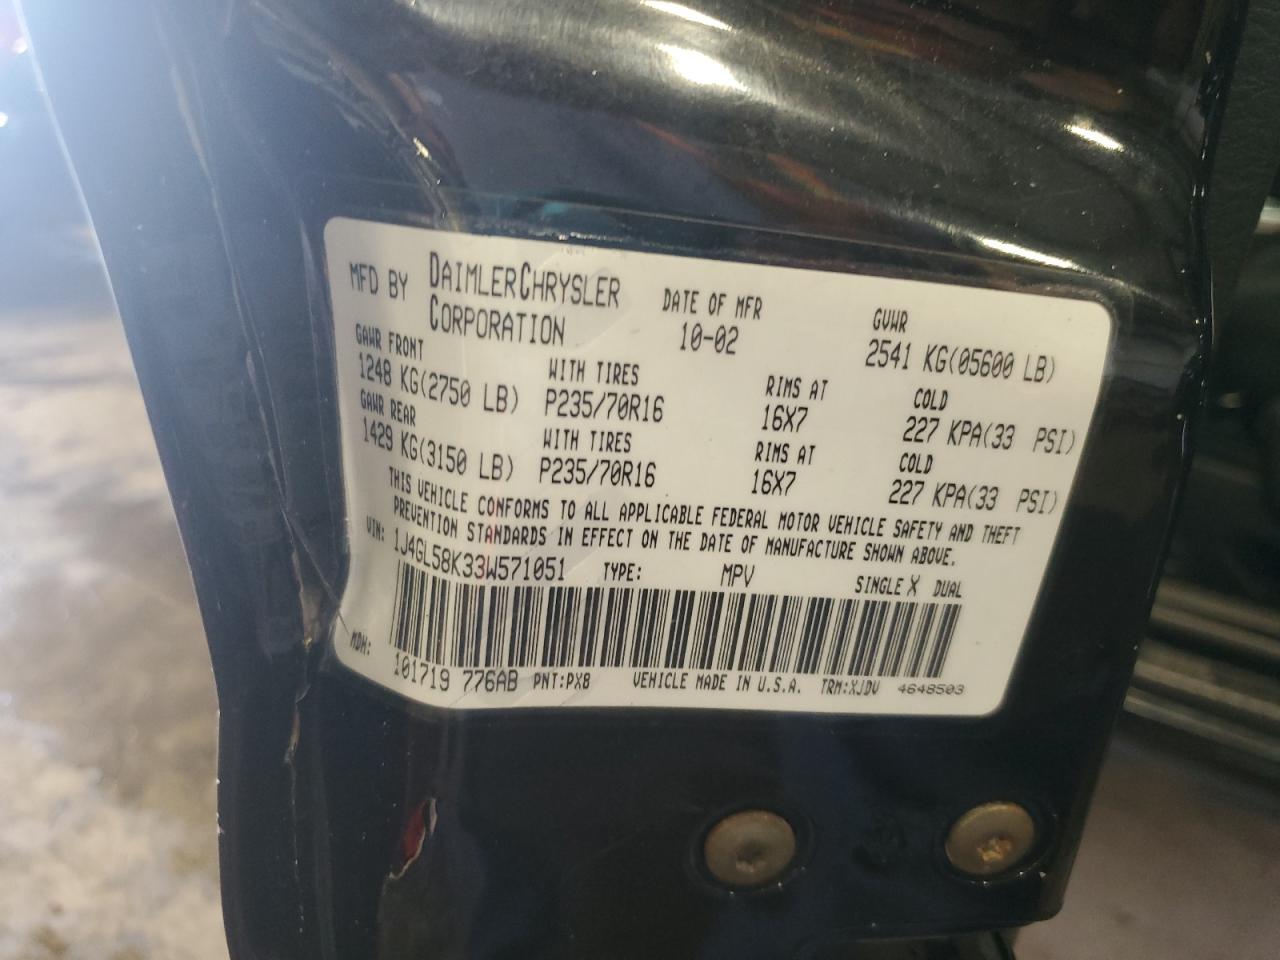 MFD BY DAIMLERCHRYSLER CORPORATION DATE OF MFR 10-02 GVWR 2541 KG(05600 LB)
GAWR FRONT WITH TIRES RIMS AT COLD
1248 KG(2750 LB) P235/70R16 16X7 227 KPA(33 PSI)
GAWR REAR WITH TIRES RIMS AT COLD
1429 KG(3150 LB) P235/70R16 16X7 227 KPA(33 PSI)
THIS VEHICLE CONFORMS TO ALL APPLICABLE FEDERAL MOTOR VEHICLE SAFETY AND THEFT
PREVENTION STANDARDS IN EFFECT ON THE DATE OF MANUFACTURE SHOWN ABOVE.
VIN: 1J4GL58K33W571051 TYPE: MPV SINGLE X DUAL
MDH: 101719 776AB PNT:PX8 VEHICLE MADE IN U.S.A. TRM:XJDV 4648503